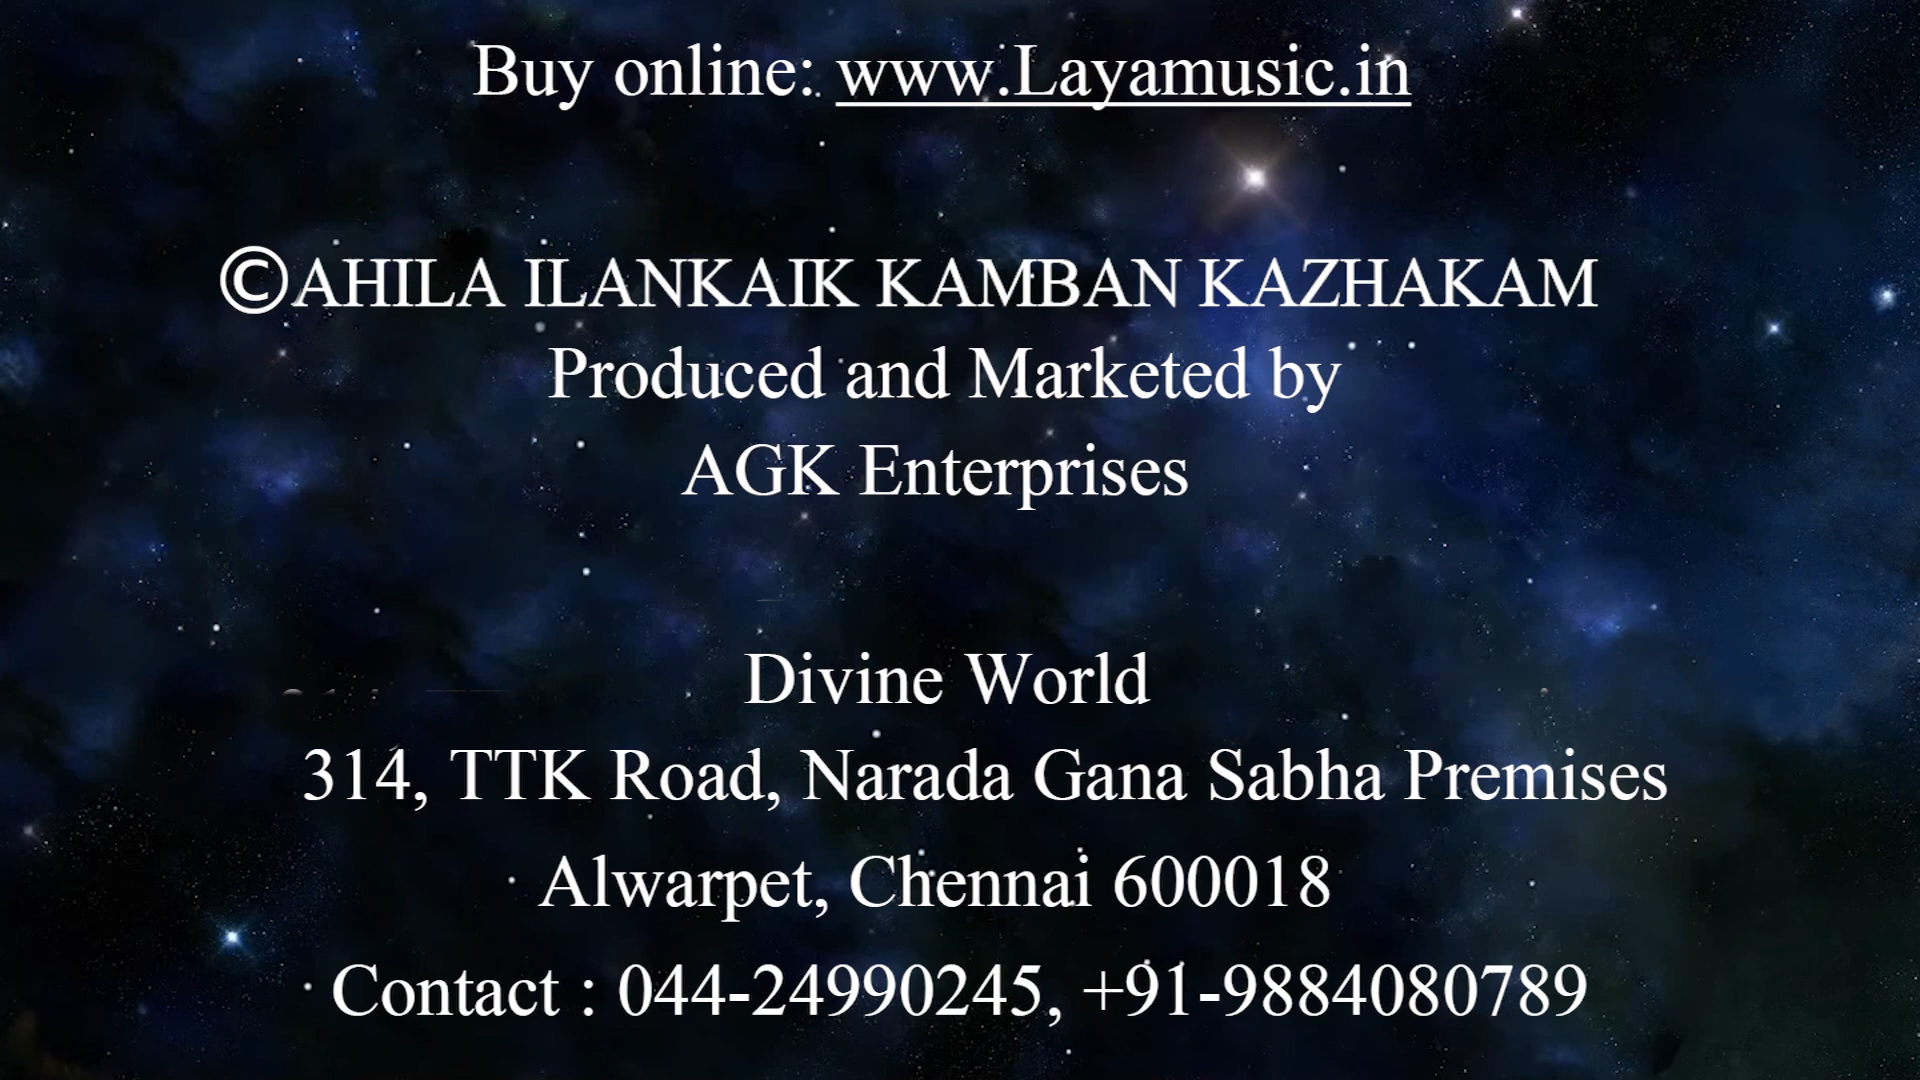 Buy online: www.Layamusic.in
©AHILA ILANKAIK KAMBAN KAZHAKAM
Produced and Marketed by
AGK Enterprises
Divine World
314, TTK Road, Narada Gana Sabha Premises
Alwarpet, Chennai 600018
Contact : 044-24990245, +91-9884080789